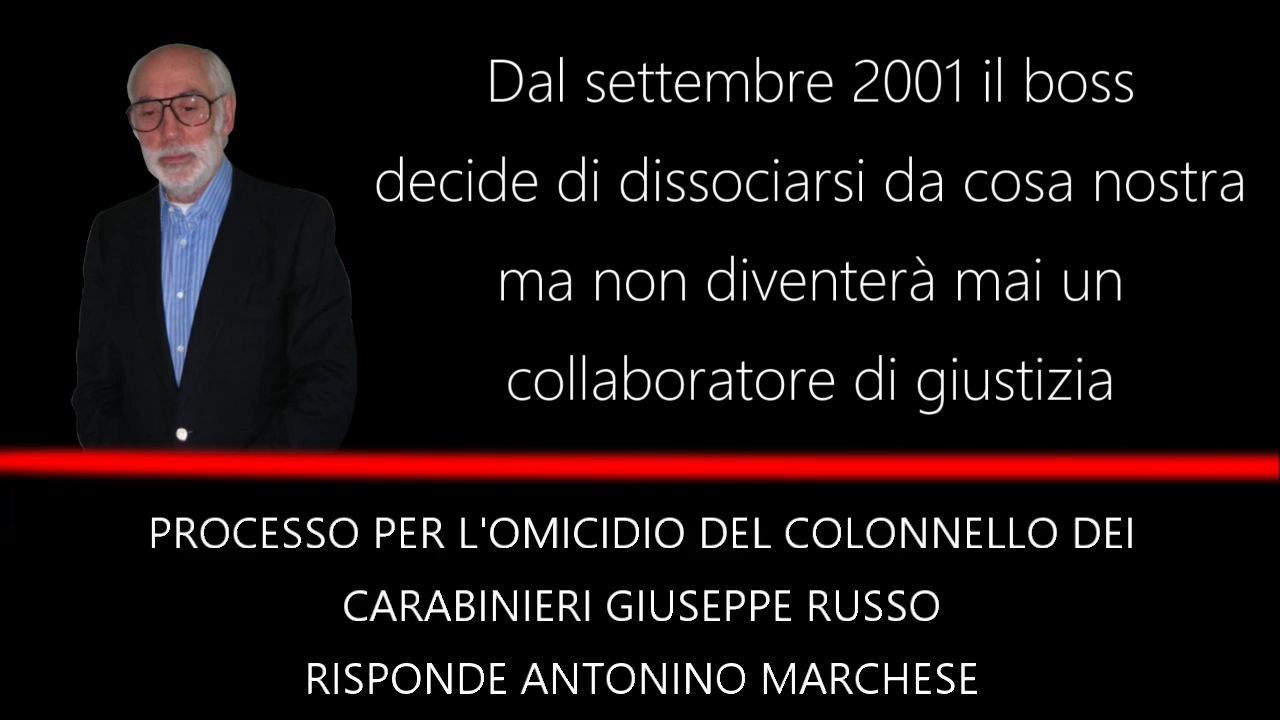 Dal settembre 2001 il boss
decide di dissociarsi da cosa nostra
ma non diventerà mai un
collaboratore di giustizia
PROCESSO PER L'OMICIDIO DEL COLONNELLO DEI
CARABINIERI GIUSEPPE RUSSO
RISPONDE ANTONINO MARCHESE